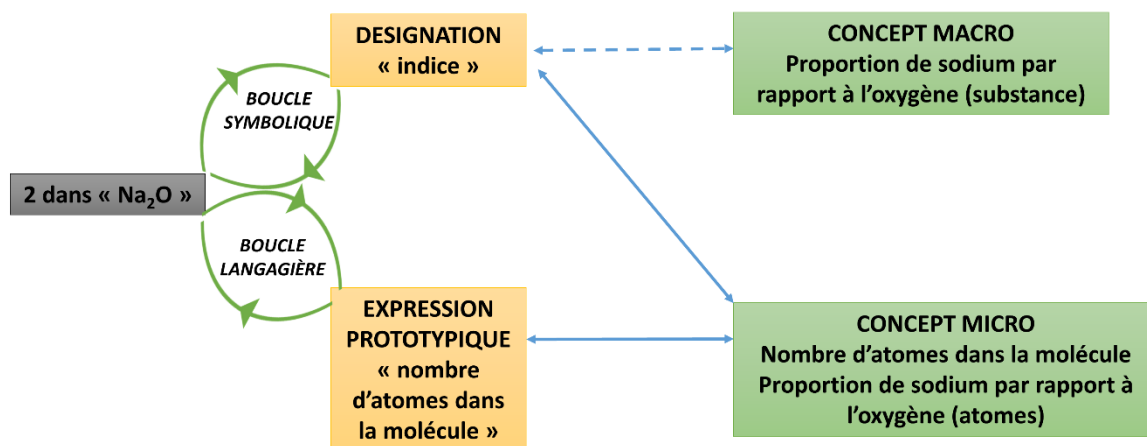 DESIGNATION
« indice »
CONCEPT MACRO
Proportion de sodium par
rapport à l’oxygène (substance)
BOUCLE
SYMBOLIQUE
2 dans « Na₂O »
BOUCLE
LANGAGIÈRE
EXPRESSION
PROTOTYPIQUE
« nombre
d’atomes dans
la molécule »
CONCEPT MICRO
Nombre d’atomes dans la molécule
Proportion de sodium par rapport à
l’oxygène (atomes)